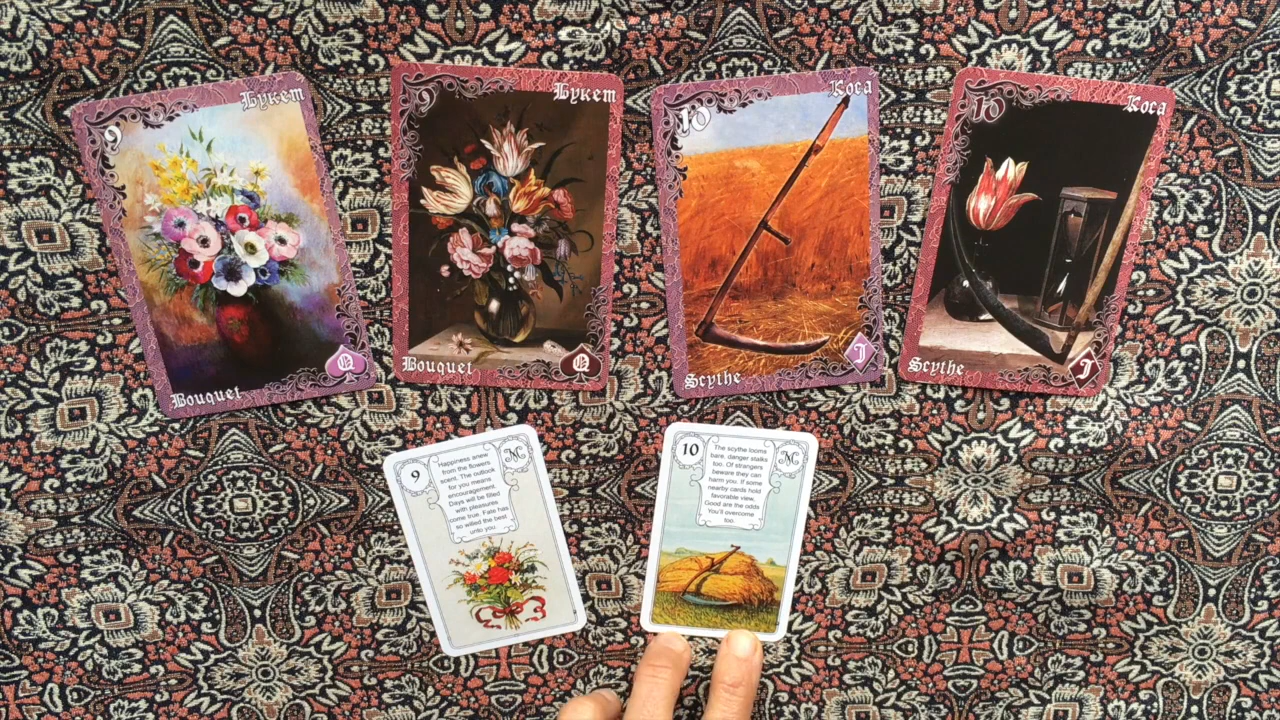 9
Букет
Q
Bouquet
9
Букет
Bouquet
Q
10
Коса
J
Scythe
10
Коса
Scythe
J
9
Happiness anew
from the flowers
scent. The outlook
for you means
encouragement.
Days will be filled
with pleasures
come true. Fate has
so willed the best
unto you.
10
The scythe looms
bare, danger stalks
too. Of strangers
beware they can
harm you. If some
nearby cards hold
favorable view,
Good are the odds
You'll overcome
too.